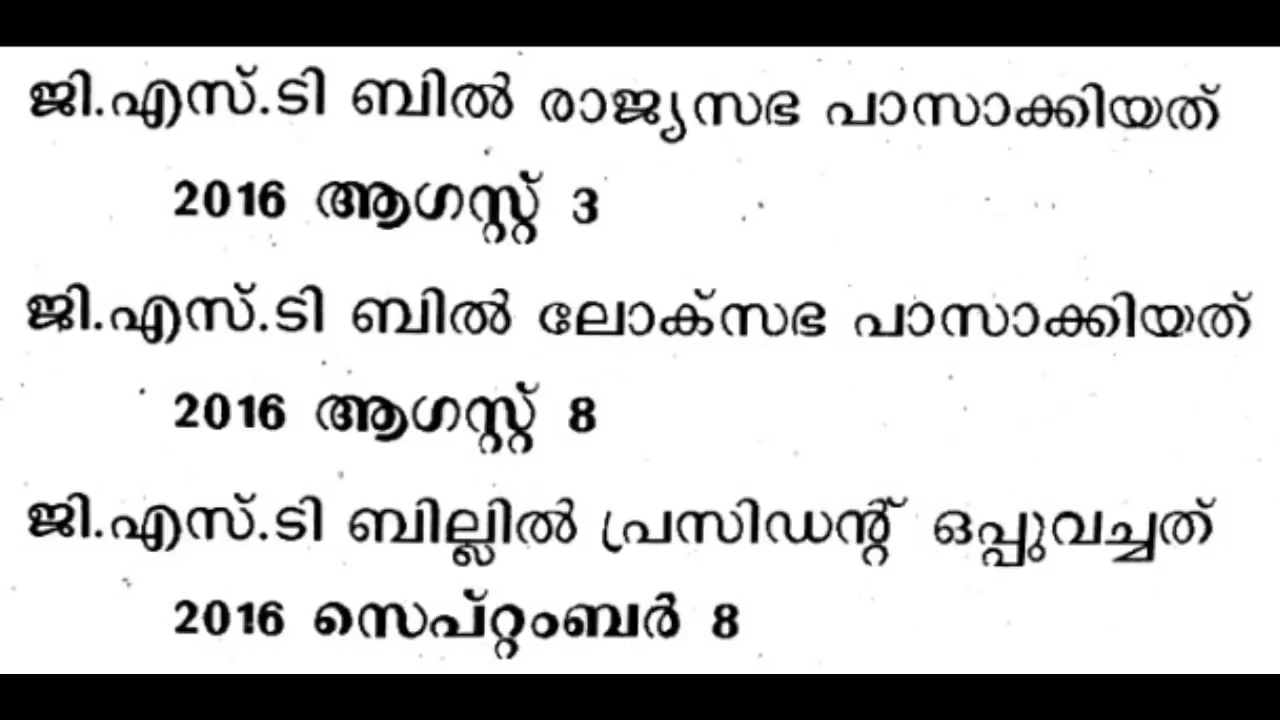 ജി.എസ്.ടി ബിൽ രാജ്യസഭ പാസാക്കിയത്
2016 ആഗസ്റ്റ് 3
ജി.എസ്.ടി ബിൽ ലോക്സഭ പാസാക്കിയത്
2016 ആഗസ്റ്റ് 8
ജി.എസ്.ടി ബില്ലിൽ പ്രസിഡന്റ് ഒപ്പുവച്ചത്
2016 സെപ്റ്റംബർ 8